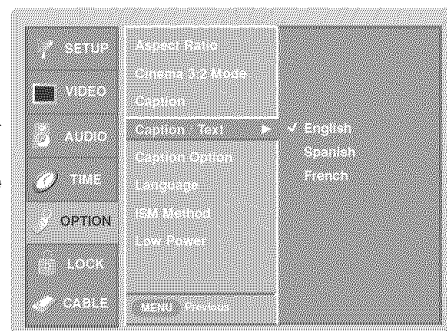 SETUP
VIDEO
AUDIO
TIME
OPTION
LOCK
CABLE
Aspect Ratio
Cinema 3:2 Mode
Caption
Caption / Text
Caption Option
Language
ISM Method
Low Power
MENU Previous
English
Spanish
French